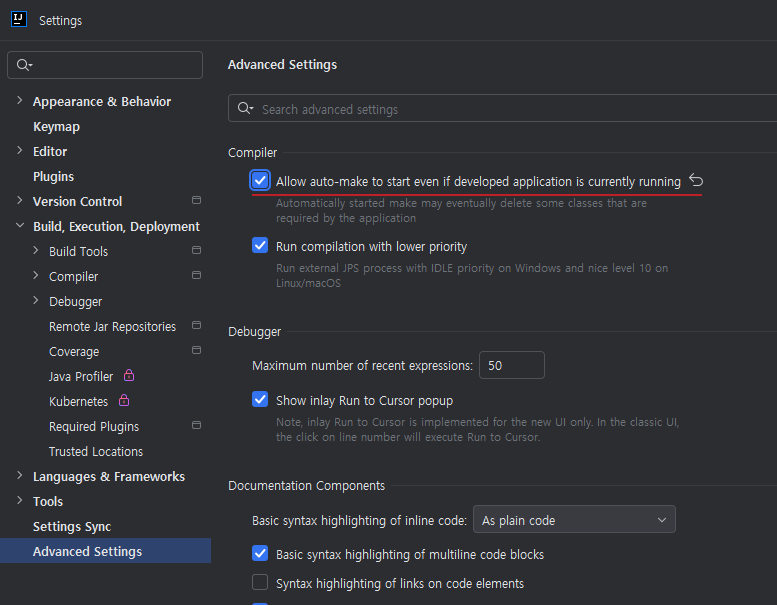 IJ
Settings
Appearance & Behavior
Keymap
Editor
Plugins
Version Control
Build, Execution, Deployment
Build Tools
Compiler
Debugger
Remote Jar Repositories
Coverage
Java Profiler
Kubernetes
Required Plugins
Trusted Locations
Languages & Frameworks
Tools
Settings Sync
Advanced Settings
Advanced Settings
Search advanced settings
Compiler
Allow auto-make to start even if developed application is currently running
Automatically started make may eventually delete some classes that are
required by the application
Run compilation with lower priority
Run external JPS process with IDLE priority on Windows and nice level 10 on
Linux/macOS
Debugger
Maximum number of recent expressions: 50
Show inlay Run to Cursor popup
Note, inlay Run to Cursor is implemented for the new UI only. In the classic UI,
the click on line number will execute Run to Cursor.
Documentation Components
Basic syntax highlighting of inline code: As plain code
Basic syntax highlighting of multiline code blocks
Syntax highlighting of links on code elements